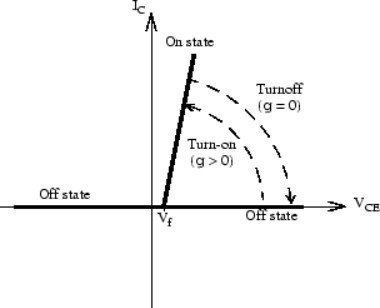 I_C
On state
Turnoff
(g = 0)
Turn-on
(g > 0)
Off state
V_CE
V_f
Off state